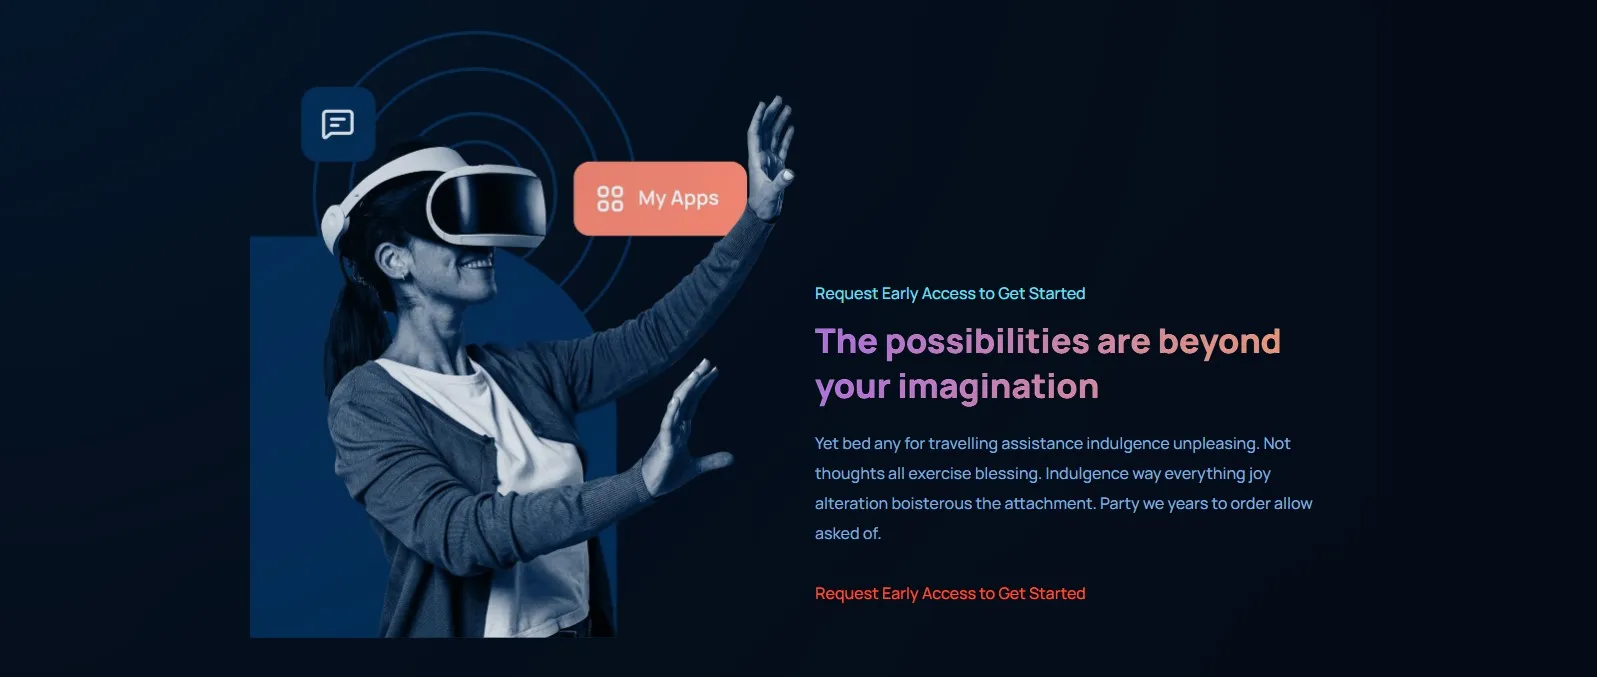 My Apps
Request Early Access to Get Started
The possibilities are beyond
your imagination
Yet bed any for travelling assistance indulgence unpleasing. Not
thoughts all exercise blessing. Indulgence way everything joy
alteration boisterous the attachment. Party we years to order allow
asked of.
Request Early Access to Get Started